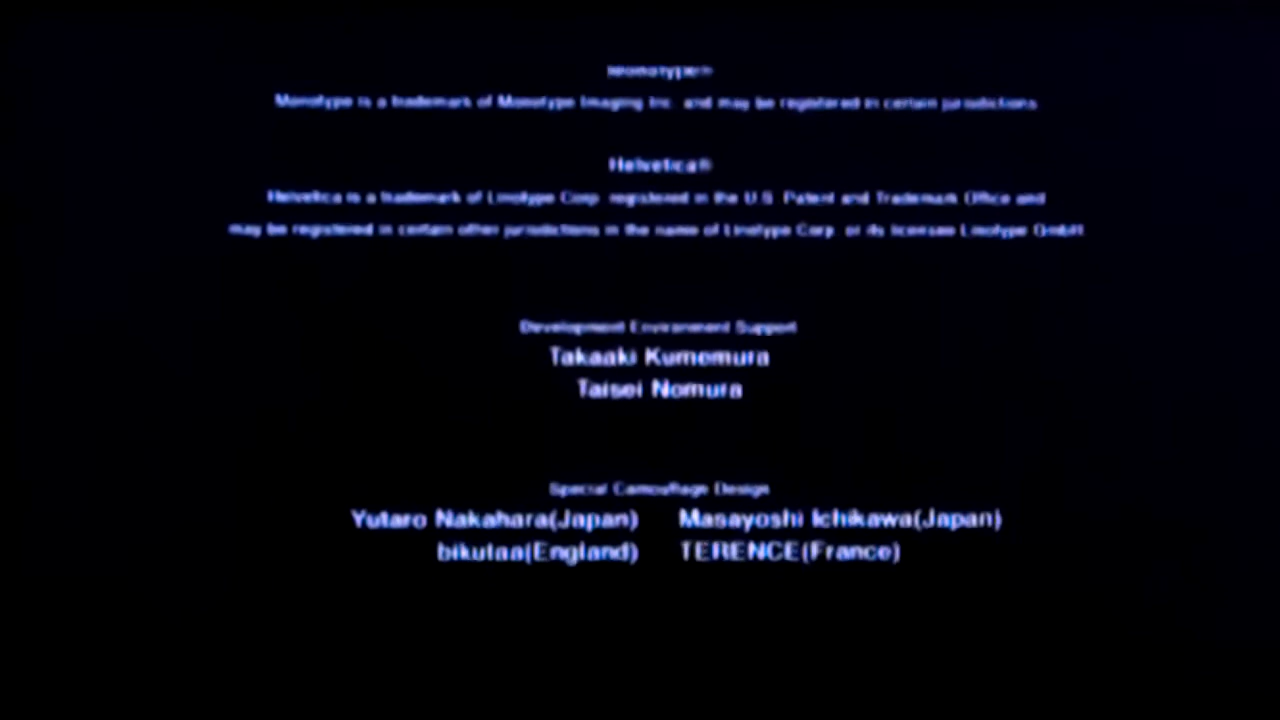 Monotype®
Monotype is a trademark of Monotype Imaging Inc. and may be registered in certain jurisdictions
Helvetica®
Helvetica is a trademark of Linotype Corp. registered in the U.S. Patent and Trademark Office and
may be registered in certain other jurisdictions in the name of Linotype Corp. or its licensee Linotype GmbH
Development Environment Support
Takaaki Kumemura
Taisei Nomura
Special Camouflage Design
Yutaro Nakahara(Japan) Masayoshi Ichikawa(Japan)
bikutaa(England) TERENCE(France)